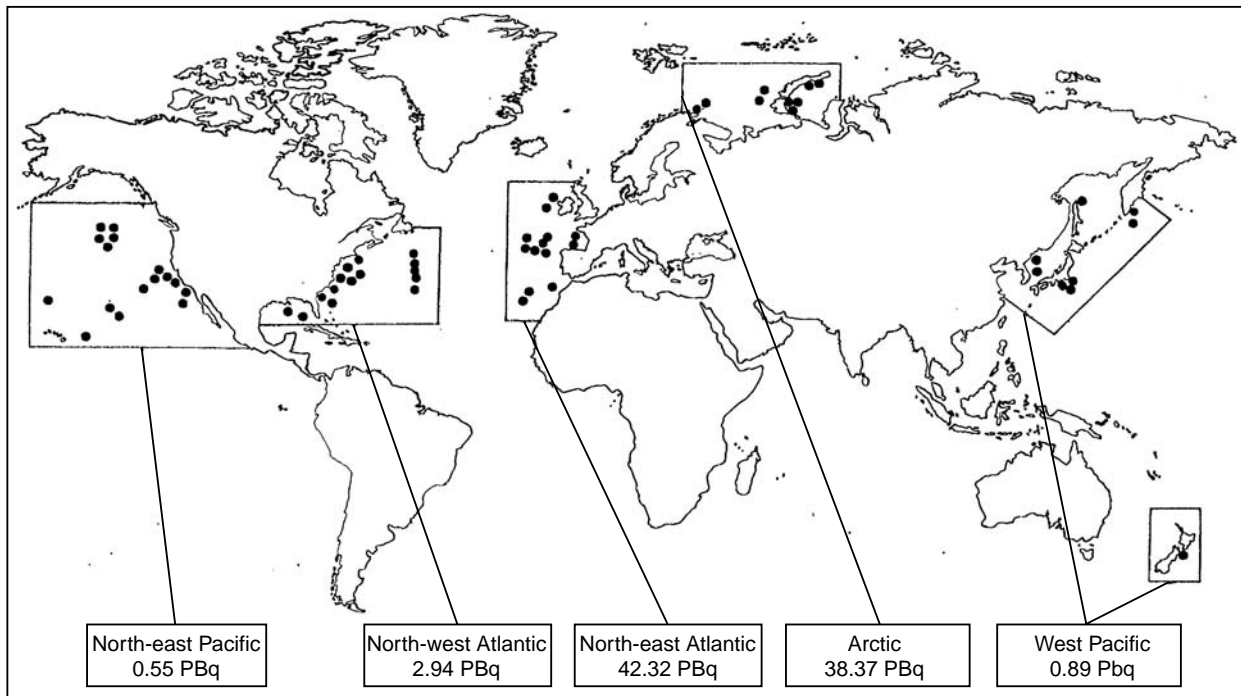 North-east Pacific
0.55 PBq
North-west Atlantic
2.94 PBq
North-east Atlantic
42.32 PBq
Arctic
38.37 PBq
West Pacific
0.89 Pbq